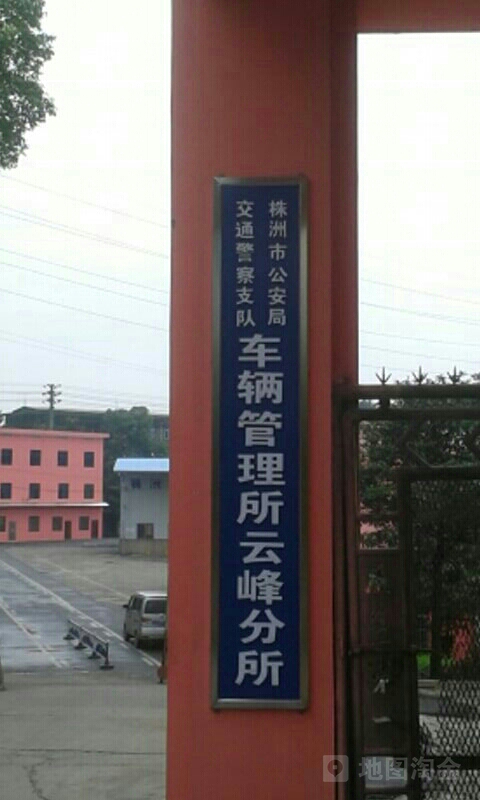 株洲市公安局
交通警察支队
车辆管理所云峰分所
地图淘金